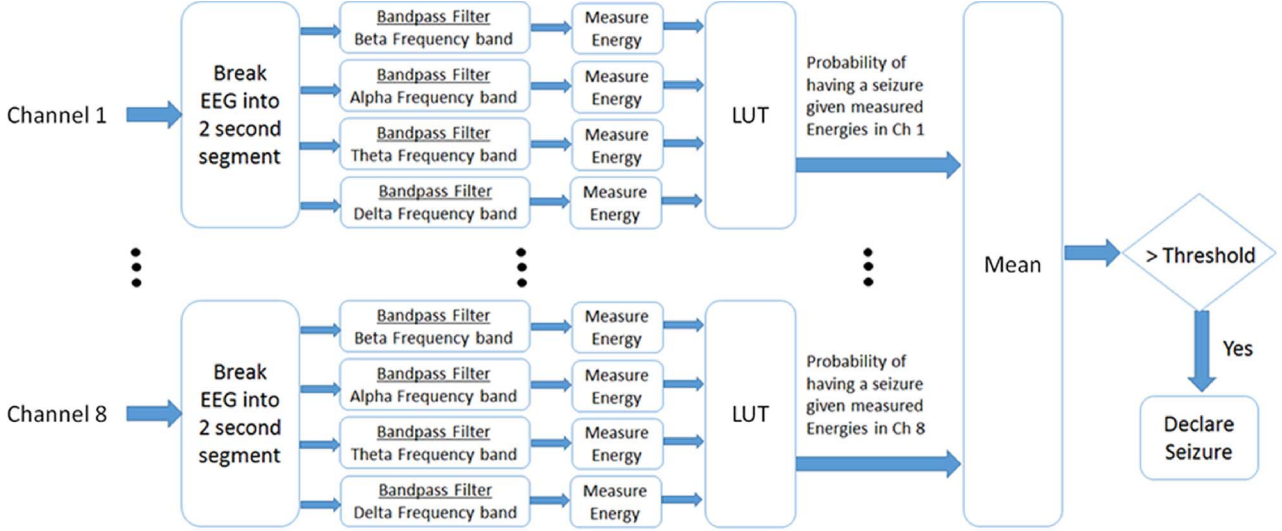 Channel 1
Break
EEG into
2 second
segment
Bandpass Filter
Beta Frequency band
Measure
Energy
Bandpass Filter
Alpha Frequency band
Measure
Energy
Bandpass Filter
Theta Frequency band
Measure
Energy
Bandpass Filter
Delta Frequency band
Measure
Energy
LUT
Probability of
having a seizure
given measured
Energies in Ch 1
Channel 8
Break
EEG into
2 second
segment
Bandpass Filter
Beta Frequency band
Measure
Energy
Bandpass Filter
Alpha Frequency band
Measure
Energy
Bandpass Filter
Theta Frequency band
Measure
Energy
Bandpass Filter
Delta Frequency band
Measure
Energy
LUT
Probability of
having a seizure
given measured
Energies in Ch 8
Mean
> Threshold
Yes
Declare
Seizure